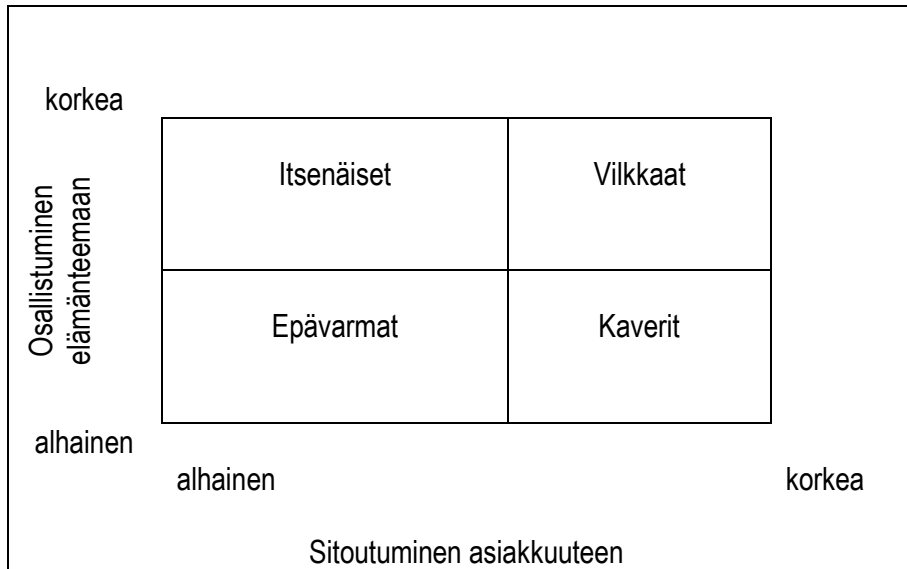 korkea
Itsenäiset
Vilkkaat
Osallistuminen
elämänteemaan
Epävarmat
Kaverit
alhainen
alhainen
korkea
Sitoutuminen asiakkuuteen